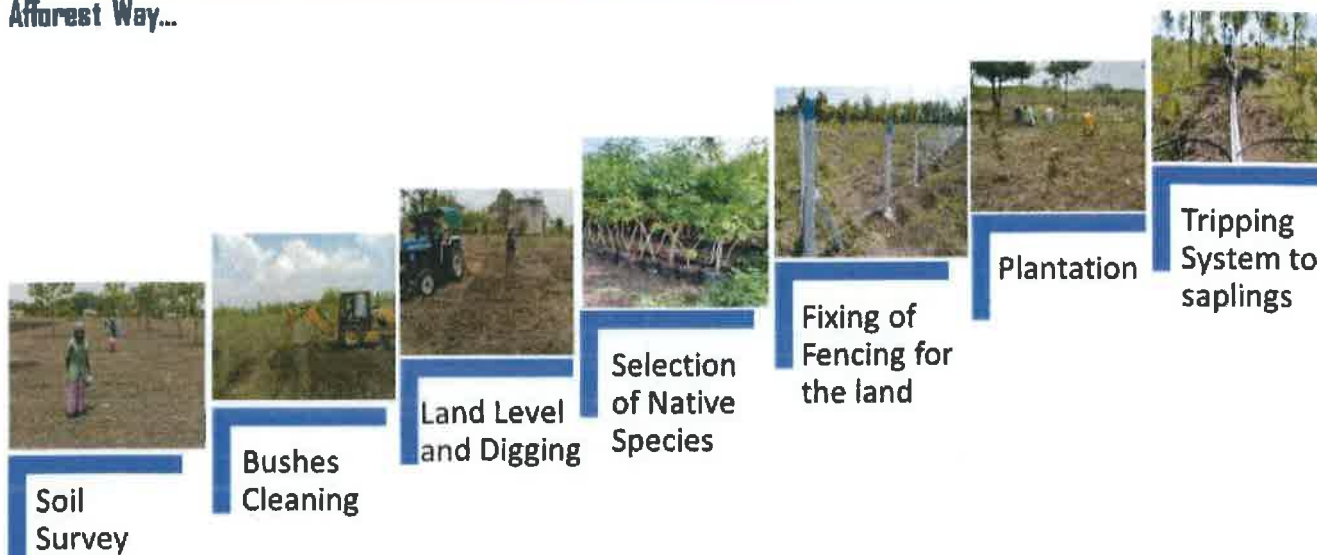 Afforest Way...
Soil
Survey
Bushes
Cleaning
Land Level
and Digging
Selection
of Native
Species
Fixing of
Fencing for
the land
Plantation
Tripping
System to
saplings